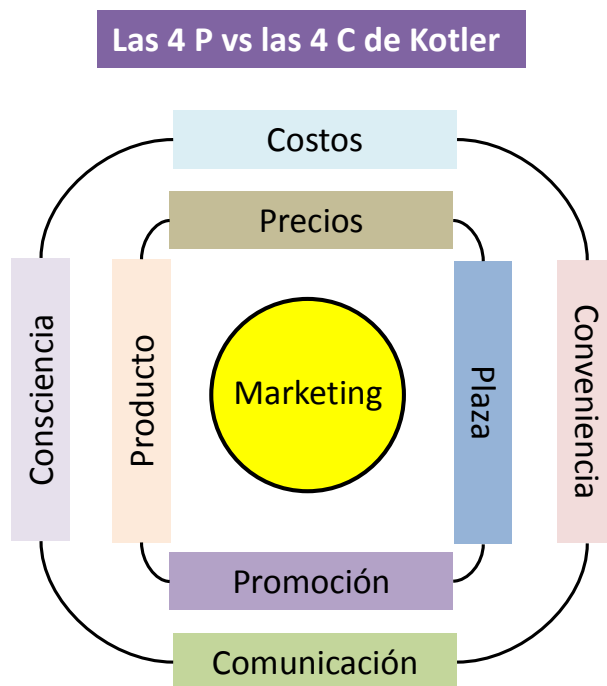 Las 4 P vs las 4 C de Kotler
Costos
Precios
Consciencia
Producto
Marketing
Plaza
Conveniencia
Promoción
Comunicación